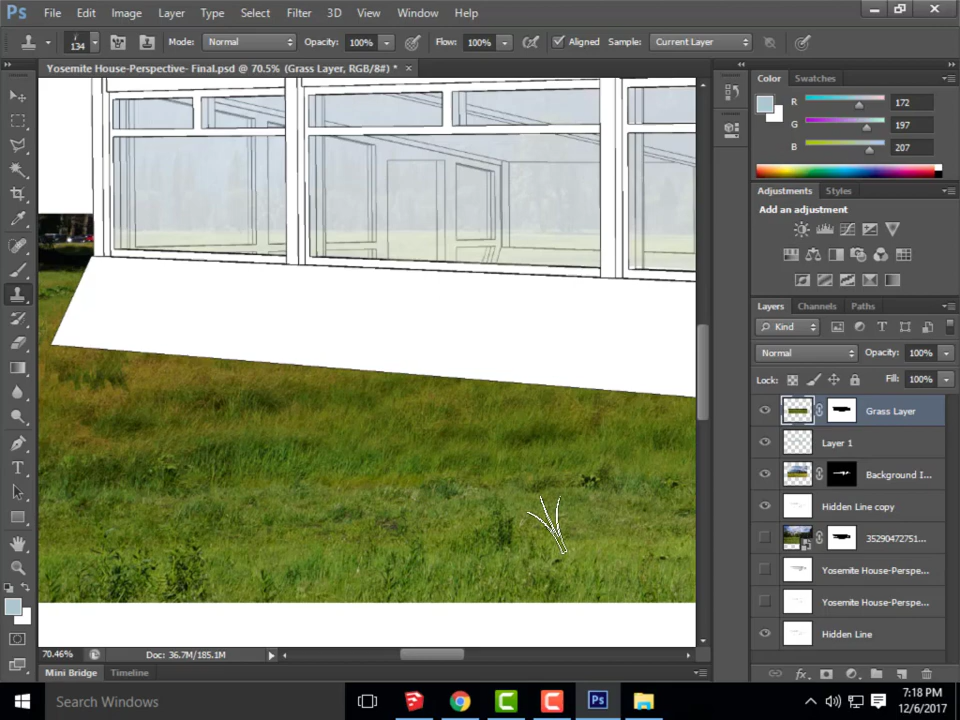 Ps File Edit Image Layer Type Select Filter 3D View Window Help
134 Mode: Normal Opacity: 100% Flow: 100% Aligned Sample: Current Layer
Yosemite House-Perspective- Final.psd @ 70.5% (Grass Layer, RGB/8#) * ×
Color Swatches
R 172
G 197
B 207
Adjustments Styles
Add an adjustment
Layers Channels Paths
Kind T
Normal Opacity: 100%
Lock: Fill: 100%
Grass Layer
Layer 1
Background I...
Hidden Line copy
35290472751...
Yosemite House-Perspe...
Yosemite House-Perspe...
Hidden Line
70.46% Doc: 36.7M/185.1M
Mini Bridge Timeline
Search Windows
Ps
7:18 PM
12/6/2017